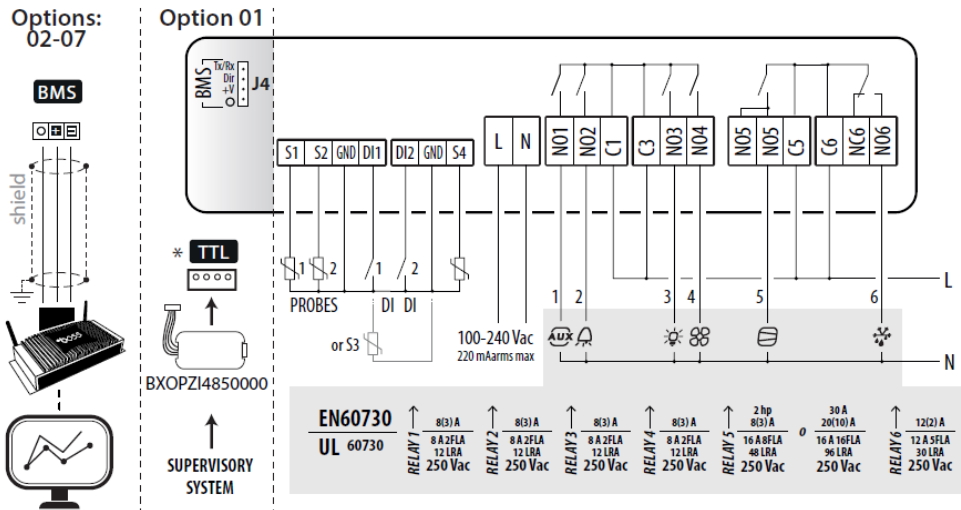 Options:
02-07
BMS
shield
BOSS
Option 01
* TTL
BXOPZI4850000
SUPERVISORY
SYSTEM
BMS
Tx/Rx
Dir
+V
J4
S1 S2 GND DI1 DI2 GND S4
L N
NO1 NO2 C1
C3 NO3 NO4
NO5 NO5 C5
C6 NC6 NO6
1 2 1 2
PROBES DI DI
or S3
100-240 Vac
220 mAarms max
1 2 3 4 5 6
L
AUX
N
EN60730
UL 60730
RELAY 1
8(3) A
8 A 2FLA
12 LRA
250 Vac
RELAY 2
8(3) A
8 A 2FLA
12 LRA
250 Vac
RELAY 3
8(3) A
8 A 2FLA
12 LRA
250 Vac
RELAY 4
8(3) A
8 A 2FLA
12 LRA
250 Vac
RELAY 5
2 hp
8(3) A
16 A 8FLA
48 LRA
250 Vac
o
30 A
20(10) A
16 A 16FLA
96 LRA
250 Vac
RELAY 6
12(2) A
12 A 5FLA
30 LRA
250 Vac